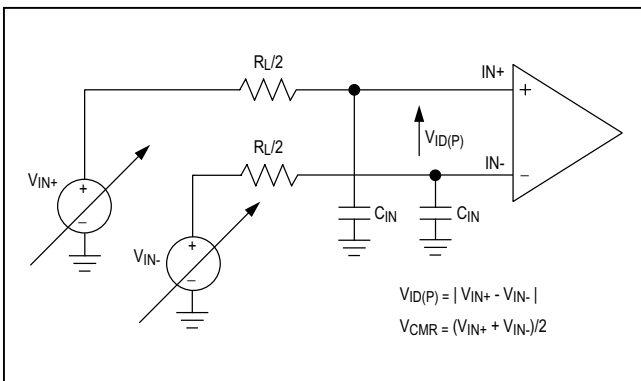 RL/2
IN+
+
VID(P)
RL/2
IN-
−
VIN+
+
−
CIN
CIN
VIN-
+
−
VID(P) = | VIN+ - VIN- |
VCMR = (VIN+ + VIN-)/2